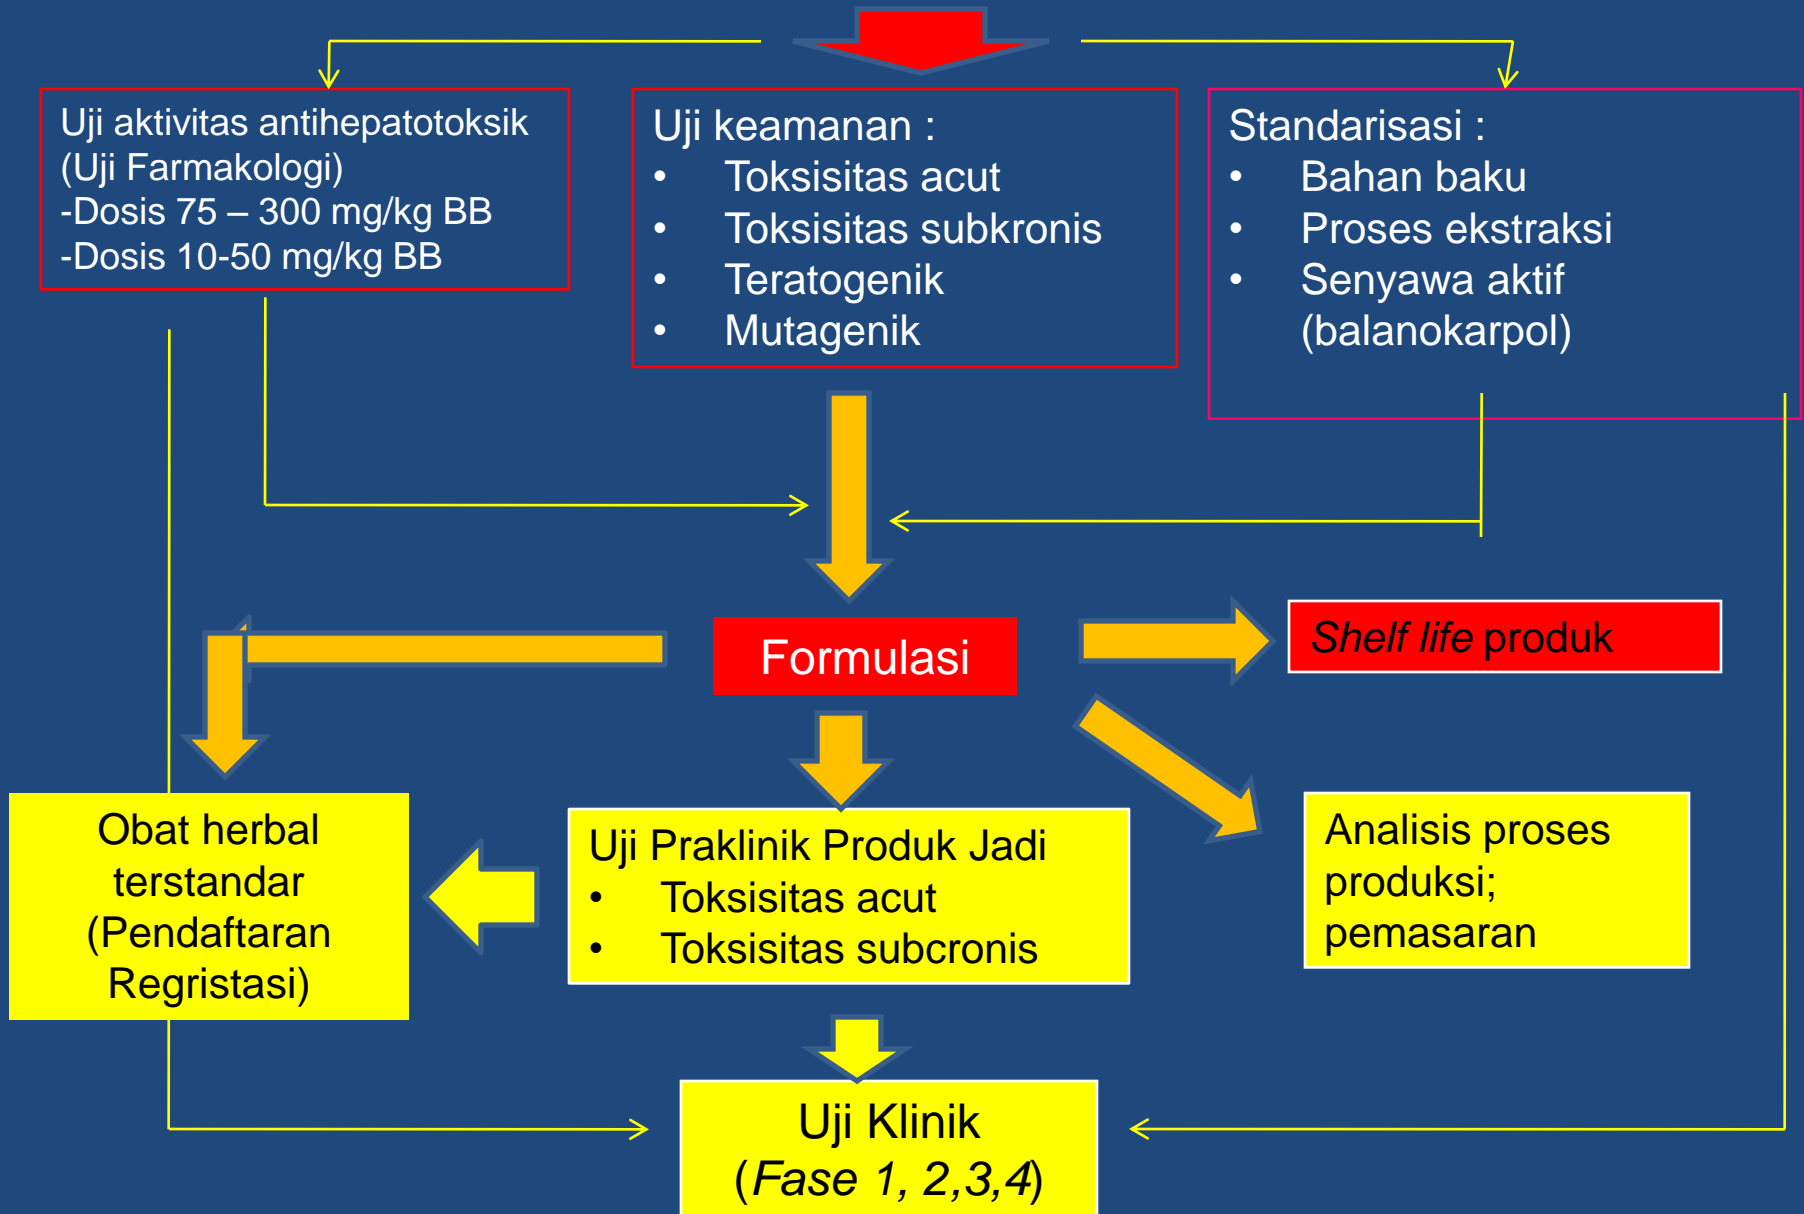 Uji aktivitas antihepatotoksik
(Uji Farmakologi)
-Dosis 75 – 300 mg/kg BB
-Dosis 10-50 mg/kg BB
Uji keamanan :
• Toksisitas acut
• Toksisitas subkronis
• Teratogenik
• Mutagenik
Standarisasi :
• Bahan baku
• Proses ekstraksi
• Senyawa aktif
(balanokarpol)
Formulasi
Shelf life produk
Obat herbal
terstandar
(Pendaftaran
Regristasi)
Uji Praklinik Produk Jadi
• Toksisitas acut
• Toksisitas subcronis
Analisis proses
produksi;
pemasaran
Uji Klinik
(Fase 1, 2,3,4)